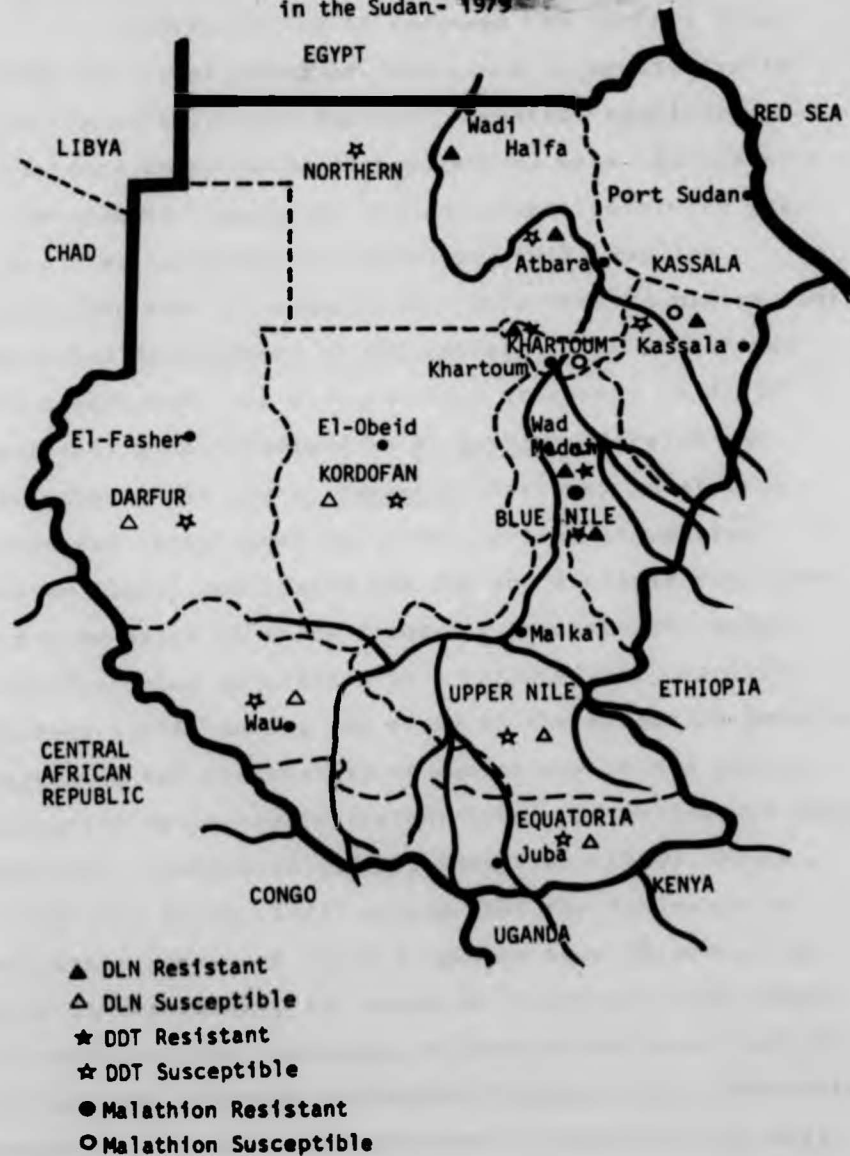 in the Sudan- 1979
EGYPT
RED SEA
LIBYA
Wadi
Halfa
NORTHERN
Port Sudan
CHAD
Atbara
KASSALA
KHARTOUM
Khartoum
Kassala
El-Fasher
El-Obeid
Wad
Medani
DARFUR
KORDOFAN
BLUE NILE
Malkal
UPPER NILE
ETHIOPIA
Wau
CENTRAL
AFRICAN
REPUBLIC
EQUATORIA
Juba
CONGO
KENYA
UGANDA
DLN Resistant
DLN Susceptible
DDT Resistant
DDT Susceptible
Malathion Resistant
Malathion Susceptible